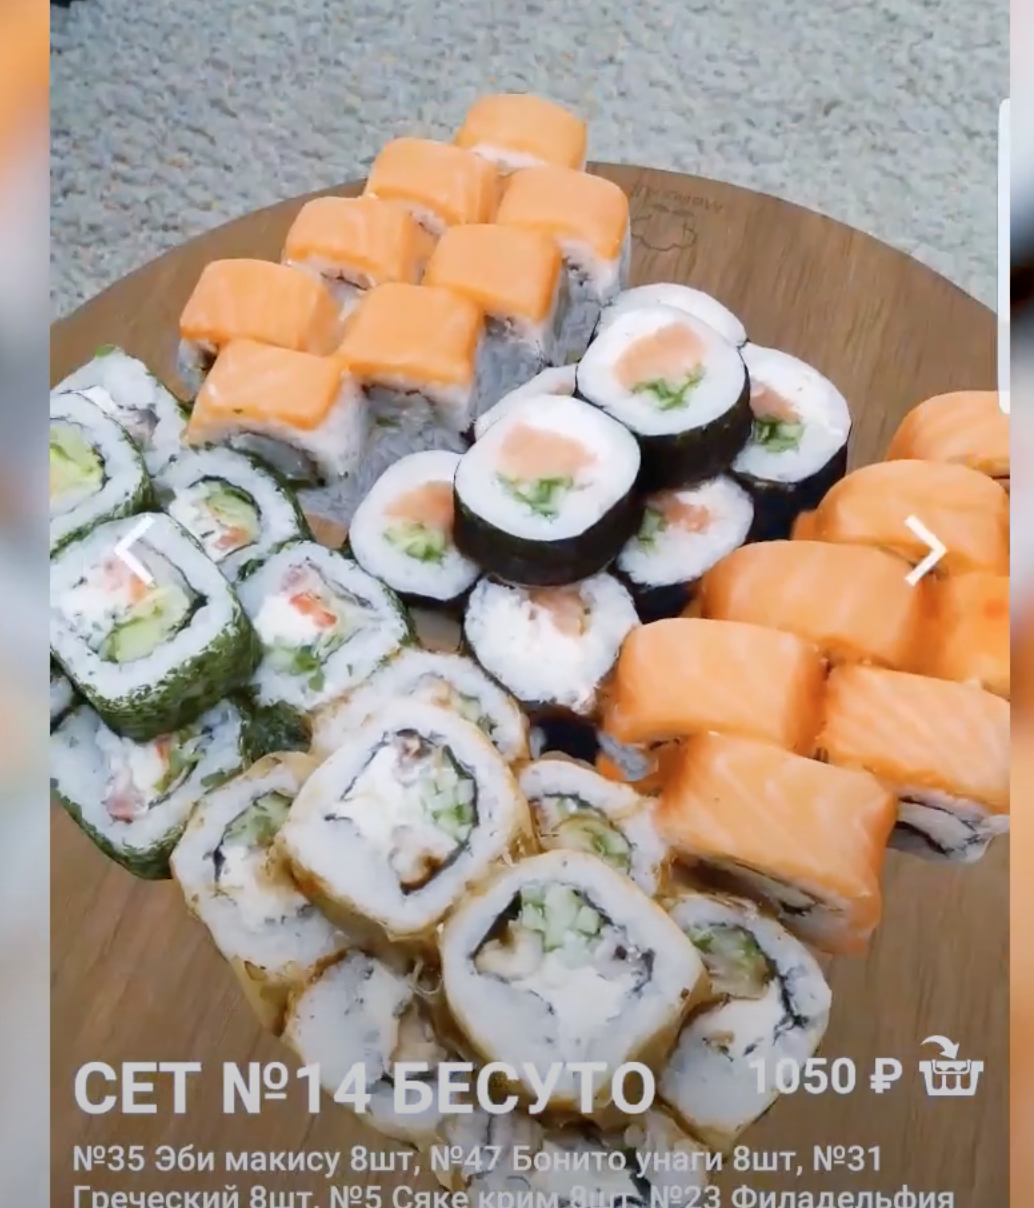 СЕТ №14 БЕСУТО
1050 ₽
№35 Эби макису 8шт, №47 Бонито унаги 8шт, №31
Греческий 8шт, №5 Сяке крим 8шт, №23 Филадельфия